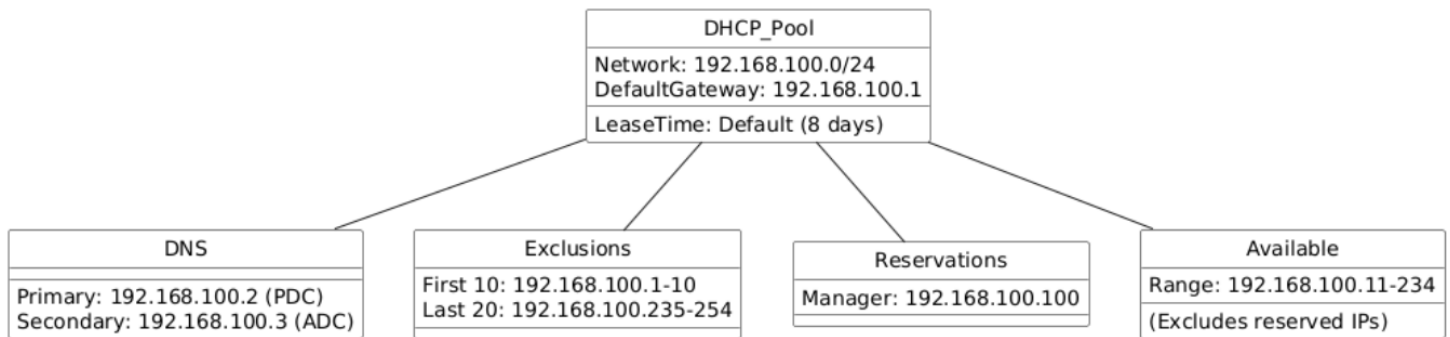 DHCP_Pool
Network: 192.168.100.0/24
DefaultGateway: 192.168.100.1
LeaseTime: Default (8 days)
DNS
Primary: 192.168.100.2 (PDC)
Secondary: 192.168.100.3 (ADC)
Exclusions
First 10: 192.168.100.1-10
Last 20: 192.168.100.235-254
Reservations
Manager: 192.168.100.100
Available
Range: 192.168.100.11-234
(Excludes reserved IPs)